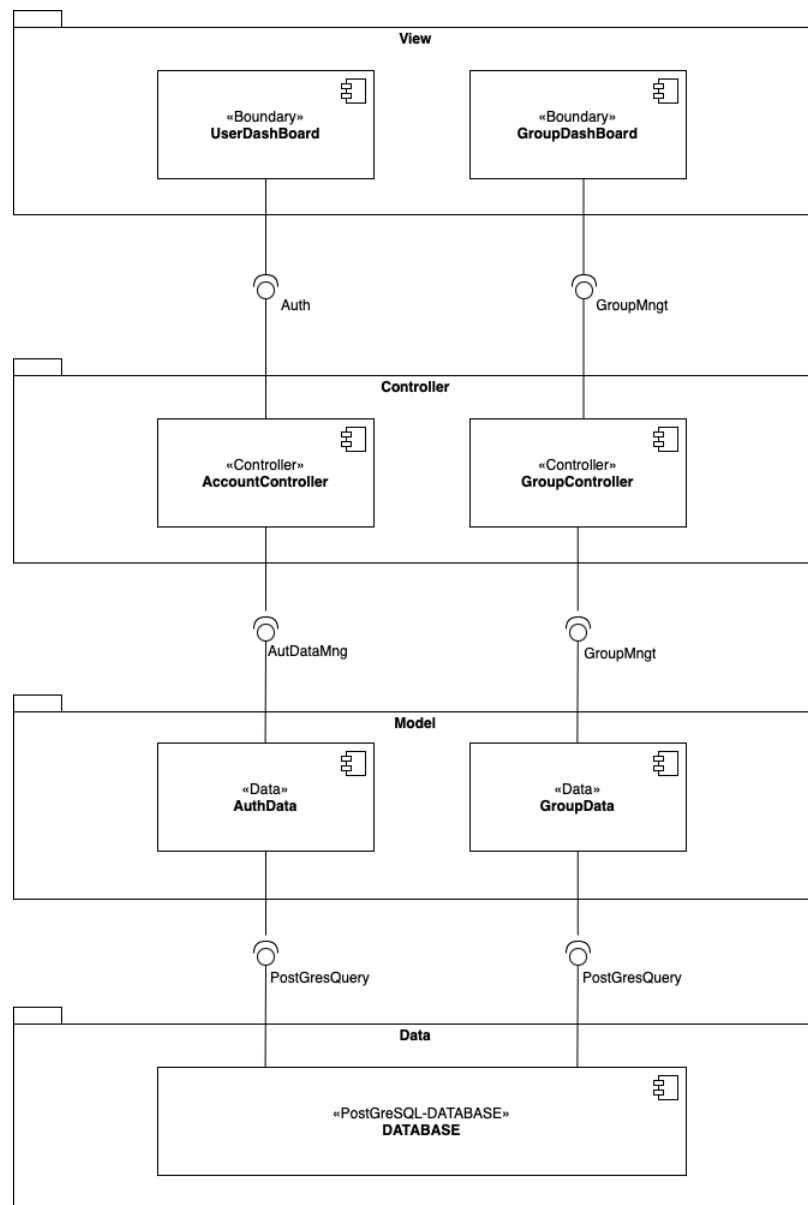 View
«Boundary»
UserDashBoard
«Boundary»
GroupDashBoard
Auth
GroupMngt
Controller
«Controller»
AccountController
«Controller»
GroupController
AutDataMng
GroupMngt
Model
«Data»
AuthData
«Data»
GroupData
PostGresQuery
PostGresQuery
Data
«PostGreSQL-DATABASE»
DATABASE